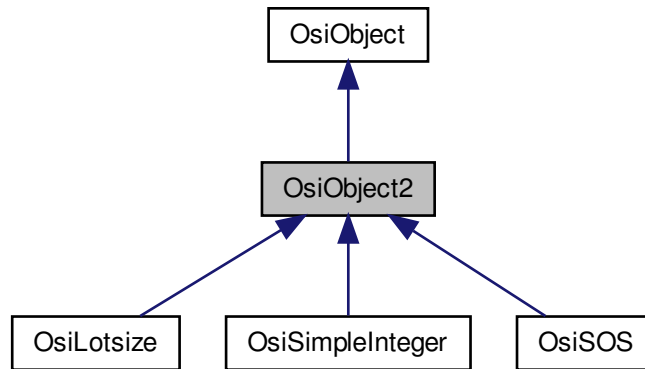 OsiObject
OsiObject2
OsiLotsize
OsiSimpleInteger
OsiSOS